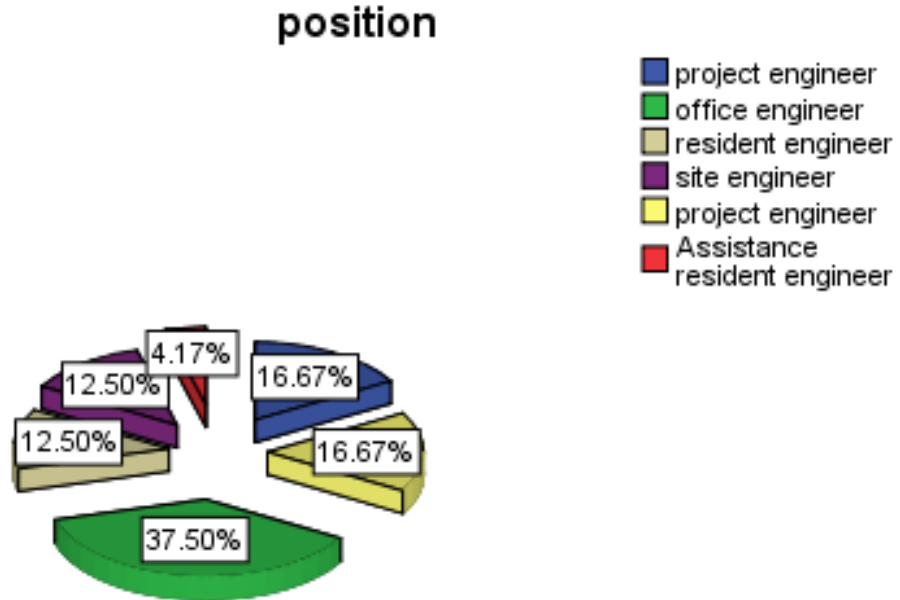 position
project engineer
office engineer
resident engineer
site engineer
project engineer
Assistance
resident engineer
4.17%
16.67%
12.50%
12.50%
16.67%
37.50%